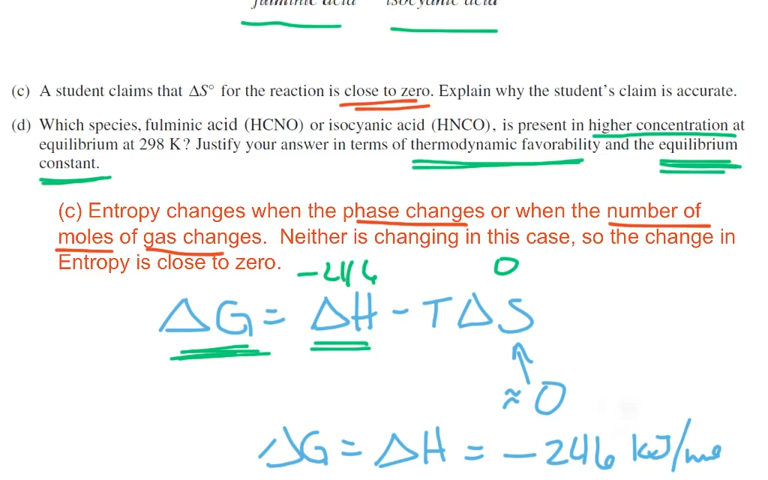 fulminic acid isocyanic acid
(c) A student claims that ΔS° for the reaction is close to zero. Explain why the student's claim is accurate.
(d) Which species, fulminic acid (HCNO) or isocyanic acid (HNCO), is present in higher concentration at
equilibrium at 298 K? Justify your answer in terms of thermodynamic favorability and the equilibrium
constant.
(c) Entropy changes when the phase changes or when the number of
moles of gas changes. Neither is changing in this case, so the change in
Entropy is close to zero.
-246 0
ΔG = ΔH - TΔS
≈ 0
ΔG = ΔH = -246 kJ/mol